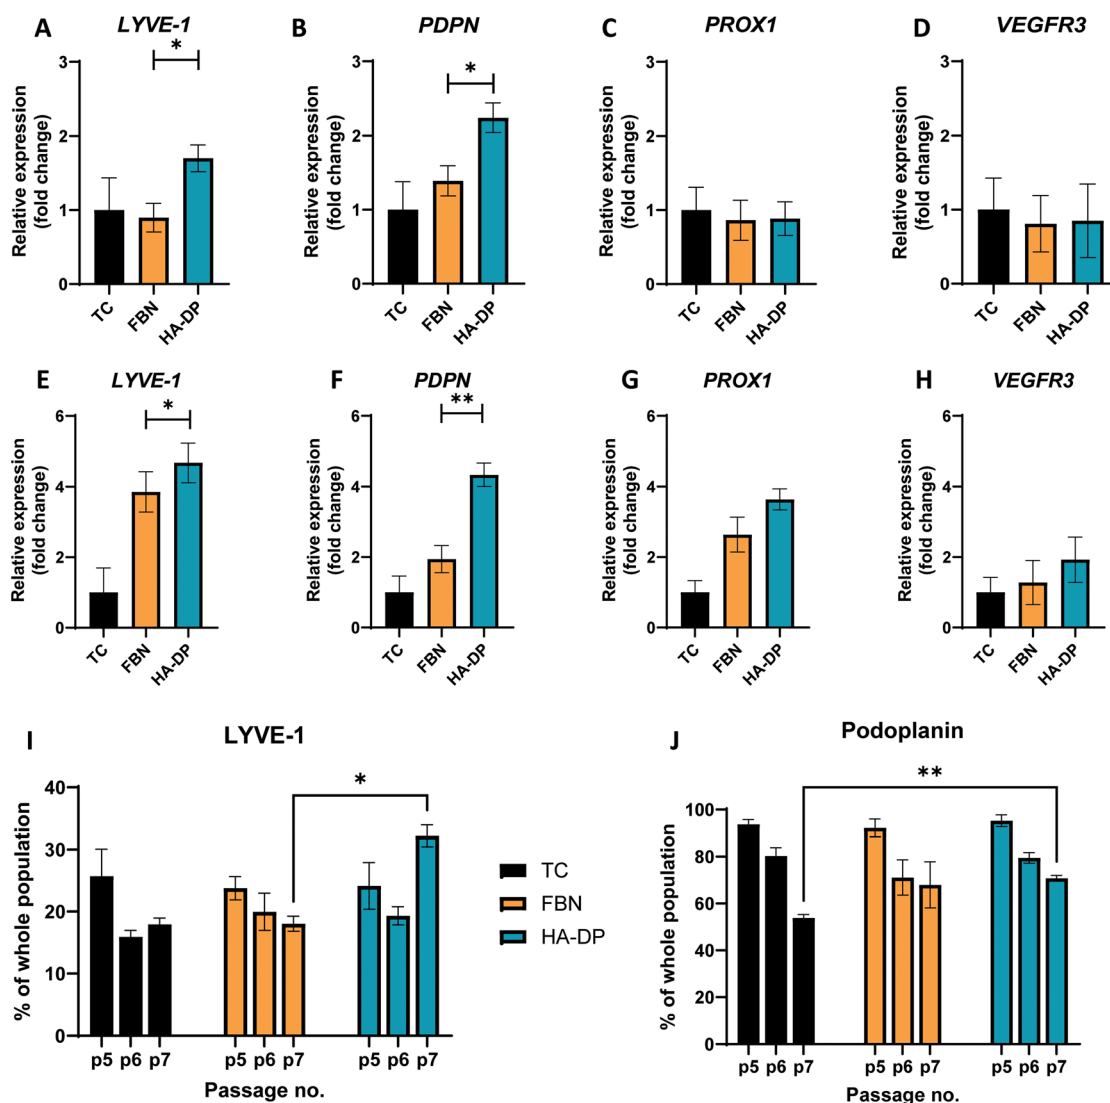 A LYVE-1
B PDPN
C PROX1
D VEGFR3
*
*
Relative expression
(fold change)
3
2
1
0
TC
FBN
HA-DP
Relative expression
(fold change)
3
2
1
0
TC
FBN
HA-DP
Relative expression
(fold change)
3
2
1
0
TC
FBN
HA-DP
Relative expression
(fold change)
3
2
1
0
TC
FBN
HA-DP
E LYVE-1
F PDPN
G PROX1
H VEGFR3
*
**
Relative expression
(fold change)
6
4
2
0
TC
FBN
HA-DP
Relative expression
(fold change)
6
4
2
0
TC
FBN
HA-DP
Relative expression
(fold change)
6
4
2
0
TC
FBN
HA-DP
Relative expression
(fold change)
6
4
2
0
TC
FBN
HA-DP
I LYVE-1
*
% of whole population
40
30
20
10
0
p5 p6 p7 p5 p6 p7 p5 p6 p7
Passage no.
TC
FBN
HA-DP
J Podoplanin
**
% of whole population
100
80
60
40
20
0
p5 p6 p7 p5 p6 p7 p5 p6 p7
Passage no.